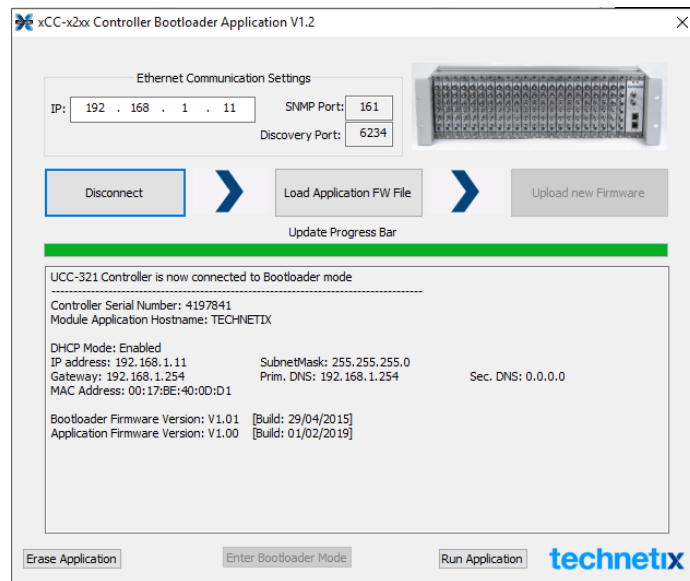 xCC-x2xx Controller Bootloader Application V1.2
Ethernet Communication Settings
IP: 192 . 168 . 1 . 11 SNMP Port: 161
Discovery Port: 6234
Disconnect Load Application FW File Upload new Firmware
Update Progress Bar
UCC-321 Controller is now connected to Bootloader mode
--------------------------------------------------------------------------------
Controller Serial Number: 4197841
Module Application Hostname: TECHNETIX
DHCP Mode: Enabled
IP address: 192.168.1.11 SubnetMask: 255.255.255.0
Gateway: 192.168.1.254 Prim. DNS: 192.168.1.254 Sec. DNS: 0.0.0.0
MAC Address: 00:17:BE:40:0D:D1
Bootloader Firmware Version: V1.01 [Build: 29/04/2015]
Application Firmware Version: V1.00 [Build: 01/02/2019]
Erase Application Enter Bootloader Mode Run Application technetix